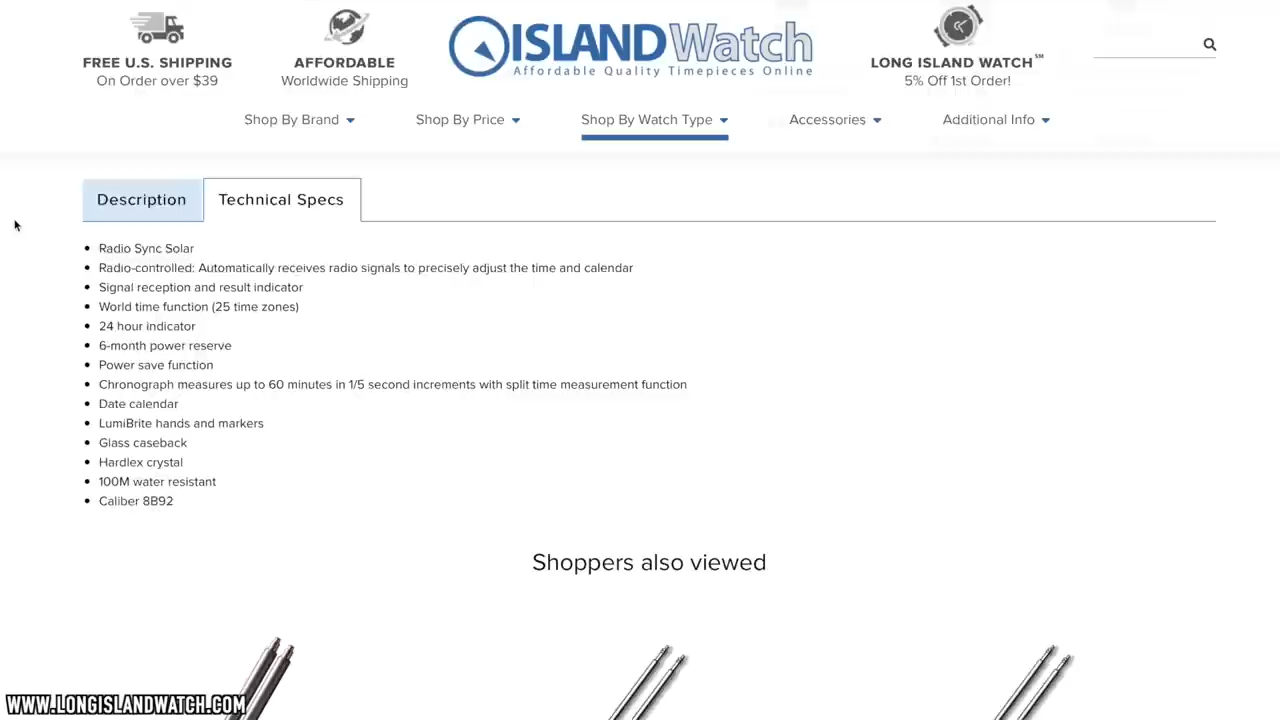 FREE U.S. SHIPPING
On Order over $39
AFFORDABLE
Worldwide Shipping
ISLAND Watch
Affordable Quality Timepieces Online
LONG ISLAND WATCH℠
5% Off 1st Order!
Shop By Brand
Shop By Price
Shop By Watch Type
Accessories
Additional Info
Description
Technical Specs
Radio Sync Solar
Radio-controlled: Automatically receives radio signals to precisely adjust the time and calendar
Signal reception and result indicator
World time function (25 time zones)
24 hour indicator
6-month power reserve
Power save function
Chronograph measures up to 60 minutes in 1/5 second increments with split time measurement function
Date calendar
LumiBrite hands and markers
Glass caseback
Hardlex crystal
100M water resistant
Caliber 8B92
Shoppers also viewed
WWW.LONGISLANDWATCH.COM